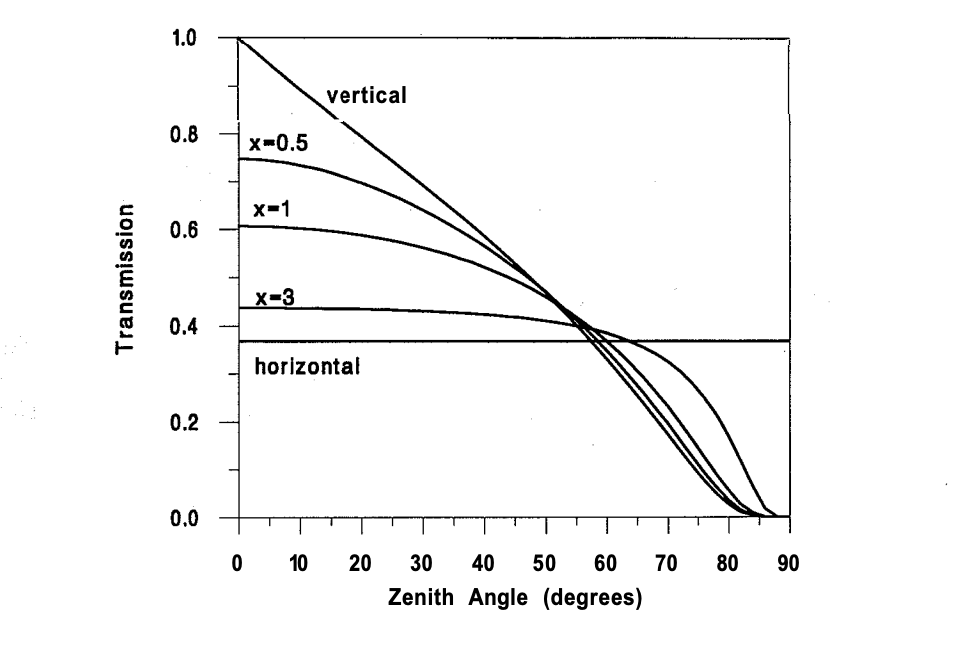 1.0
vertical
0.8
x=0.5
x=1
0.6
Transmission
x=3
0.4
horizontal
0.2
0.0
0 10 20 30 40 50 60 70 80 90
Zenith Angle (degrees)